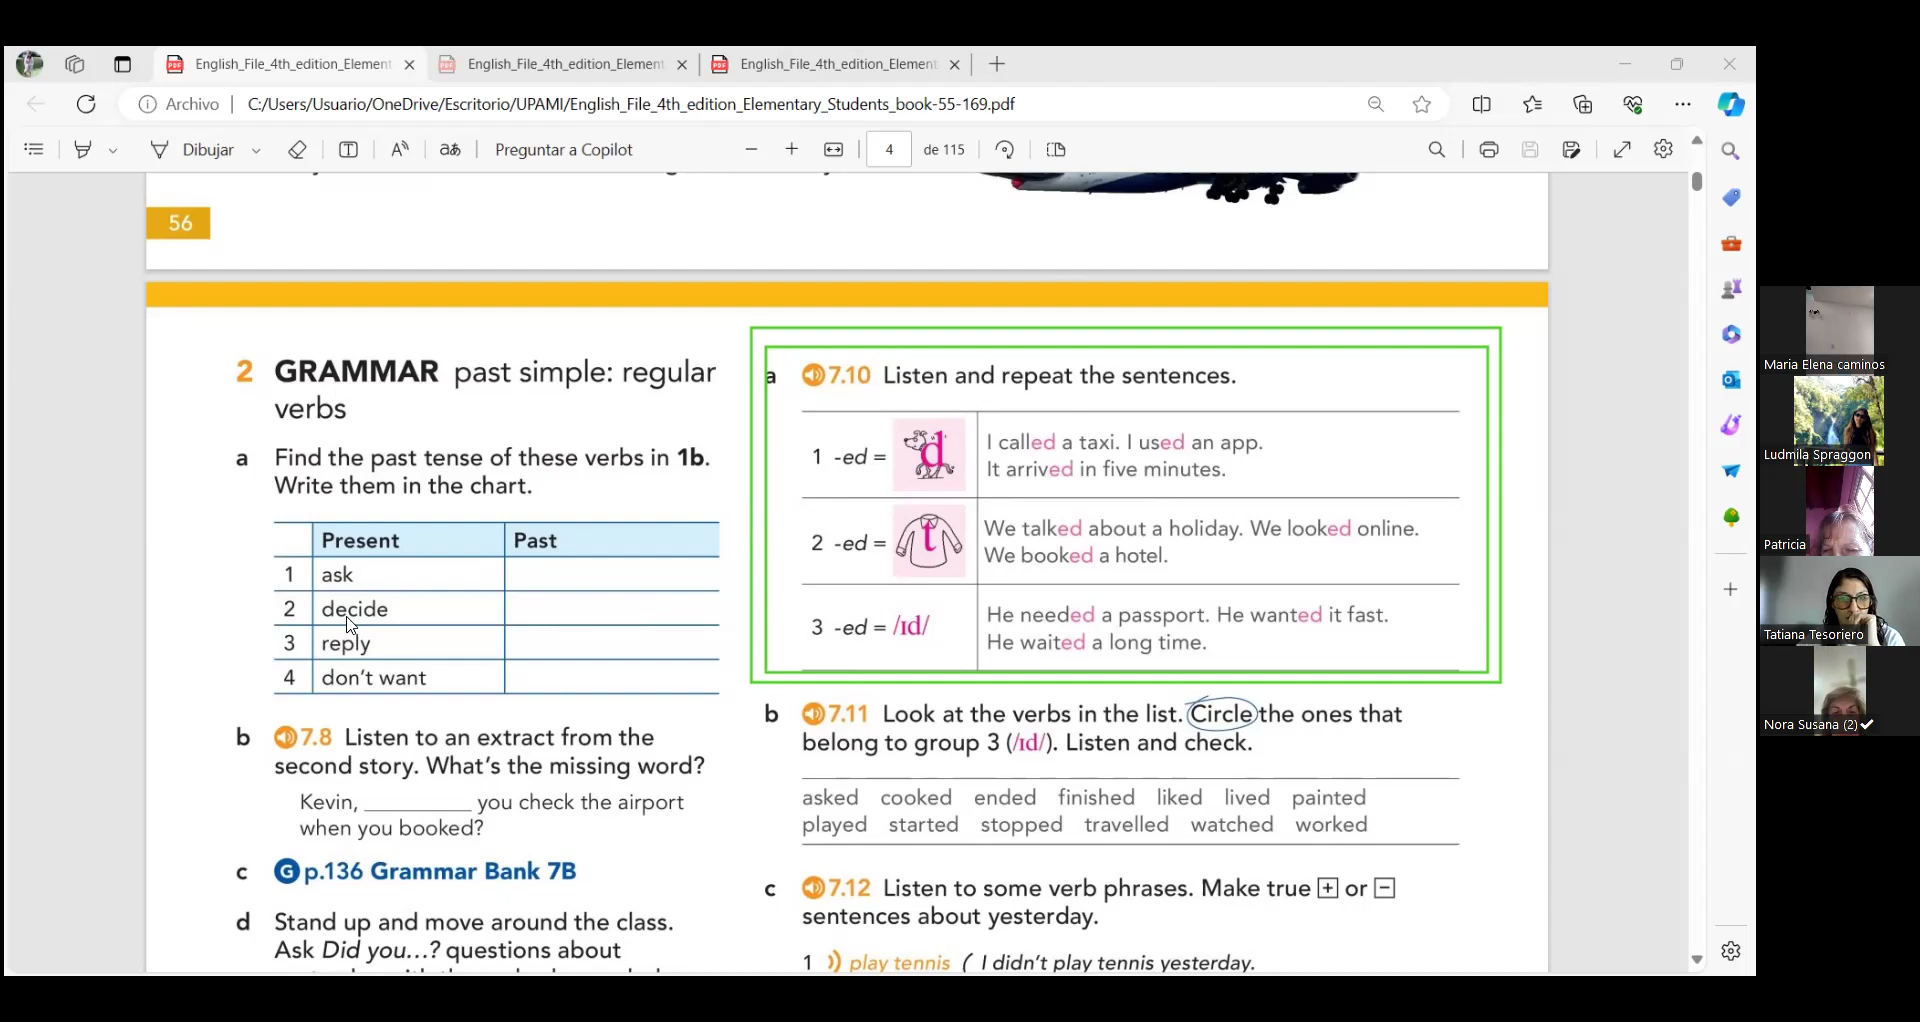 English_File_4th_edition_Element
English_File_4th_edition_Element
English_File_4th_edition_Element
Archivo
C:/Users/Usuario/OneDrive/Escritorio/UPAMI/English_File_4th_edition_Elementary_Students_book-55-169.pdf
Dibujar
Preguntar a Copilot
4 de 115
56
2 GRAMMAR past simple: regular
verbs
a Find the past tense of these verbs in 1b.
Write them in the chart.
Present Past
1 ask
2 decide
3 reply
4 don't want
b 7.8 Listen to an extract from the
second story. What's the missing word?
Kevin, __________ you check the airport
when you booked?
c G p.136 Grammar Bank 7B
d Stand up and move around the class.
Ask Did you...? questions about
a 7.10 Listen and repeat the sentences.
1 -ed = d
I called a taxi. I used an app.
It arrived in five minutes.
2 -ed = t
We talked about a holiday. We looked online.
We booked a hotel.
3 -ed = /ɪd/
He needed a passport. He wanted it fast.
He waited a long time.
b 7.11 Look at the verbs in the list. Circle the ones that
belong to group 3 (/ɪd/). Listen and check.
asked cooked ended finished liked lived painted
played started stopped travelled watched worked
c 7.12 Listen to some verb phrases. Make true + or −
sentences about yesterday.
1 play tennis ( I didn't play tennis yesterday.
Maria Elena caminos
Ludmila Spraggon
Patricia
Tatiana Tesoriero
Nora Susana (2)